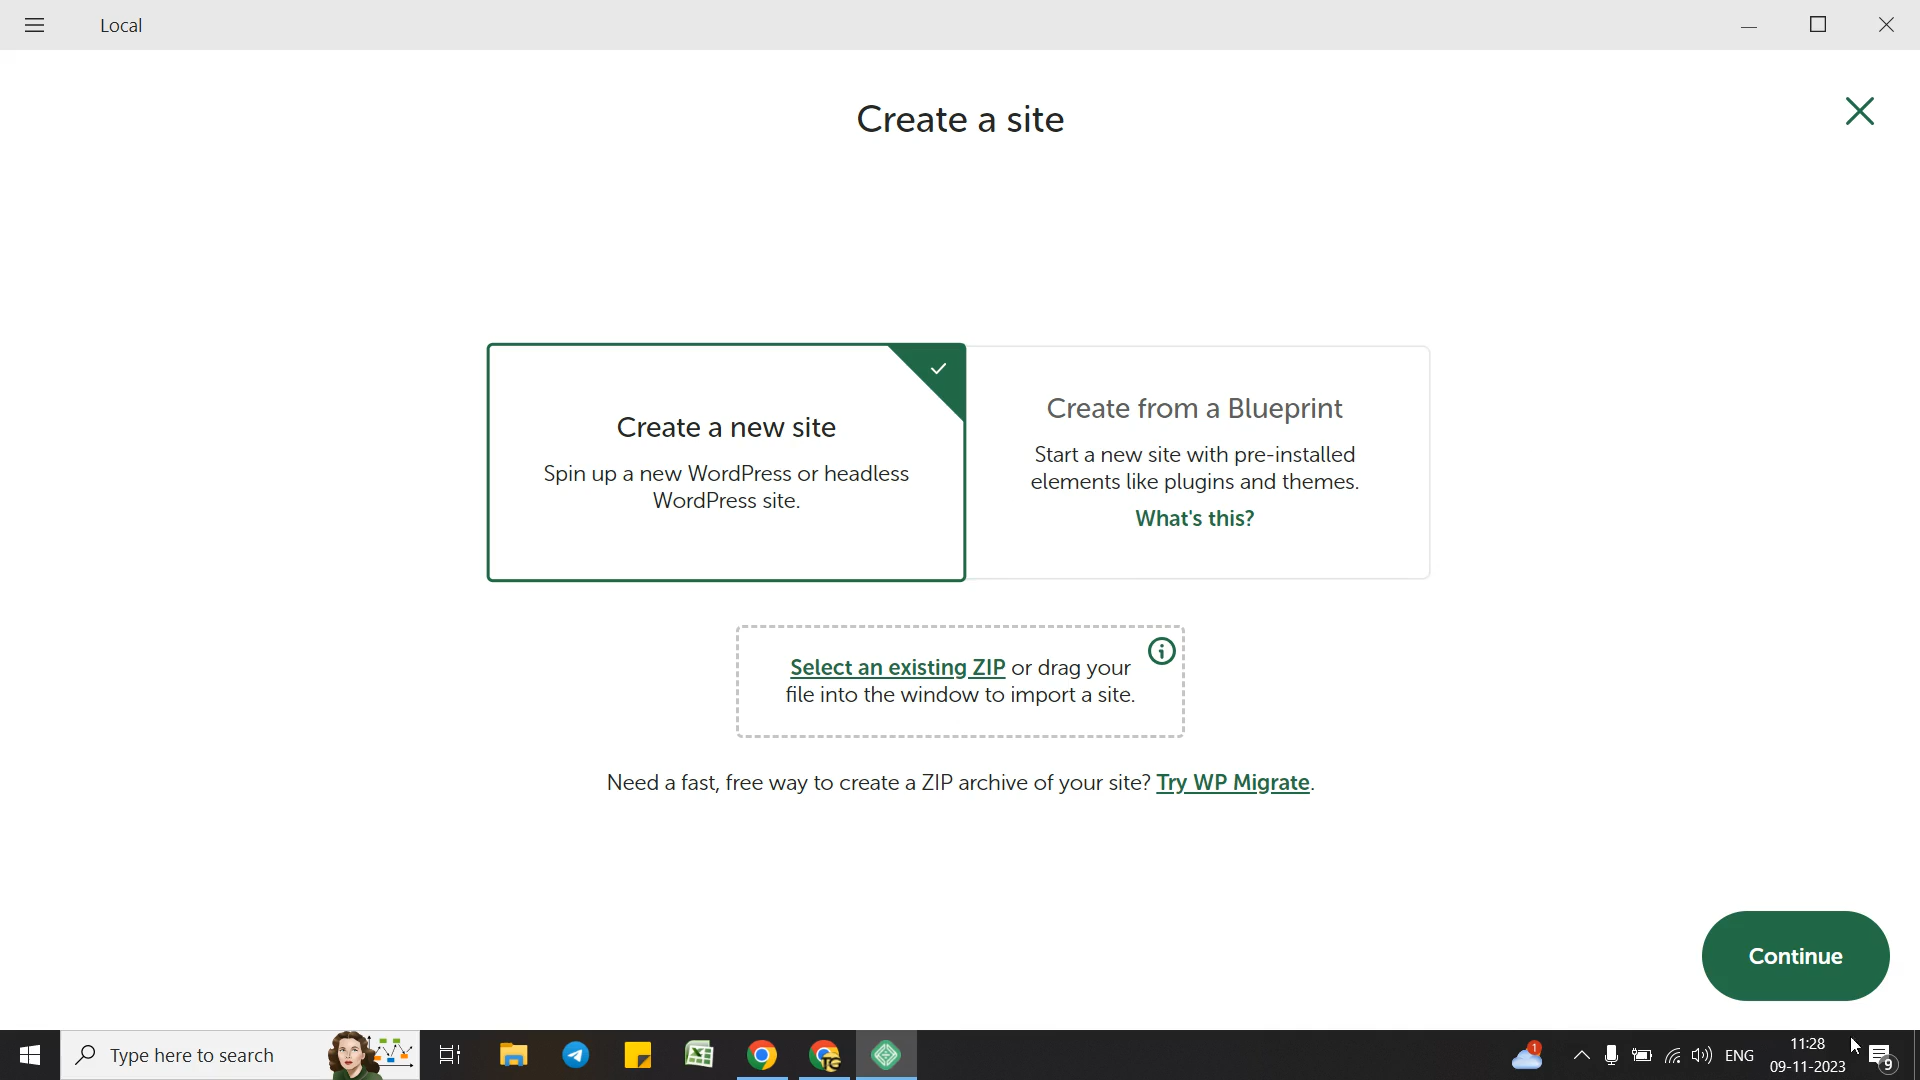 Local
Create a site
Create a new site
Spin up a new WordPress or headless
WordPress site.
Create from a Blueprint
Start a new site with pre-installed
elements like plugins and themes.
What's this?
Select an existing ZIP or drag your
file into the window to import a site.
Need a fast, free way to create a ZIP archive of your site? Try WP Migrate.
Continue
Type here to search
1
ENG
11:28
09-11-2023
9